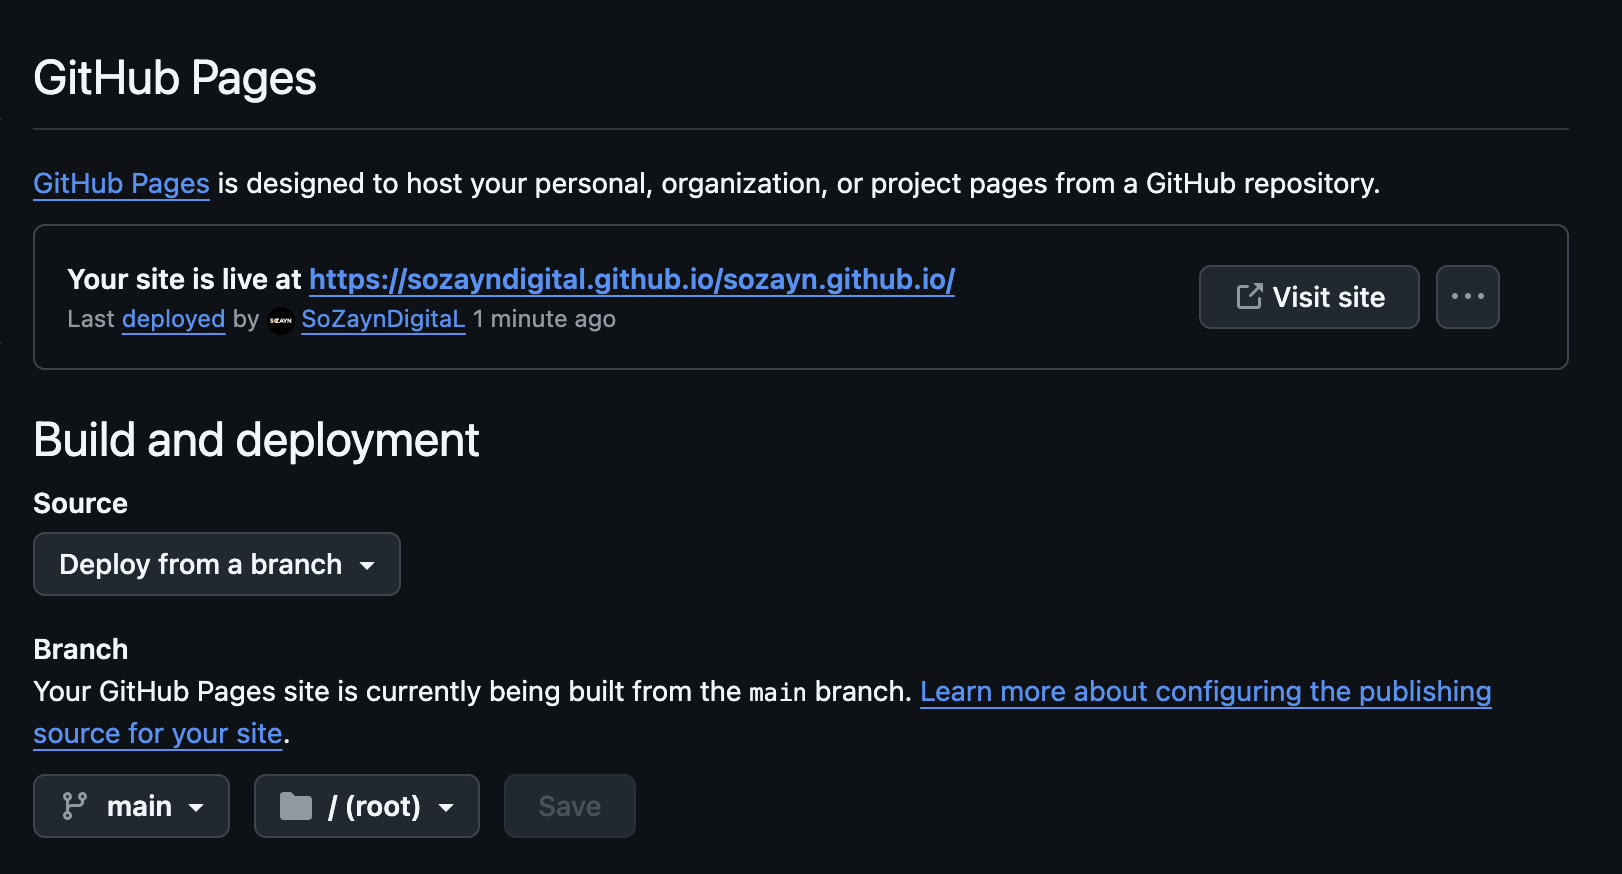 GitHub Pages
GitHub Pages is designed to host your personal, organization, or project pages from a GitHub repository.
Your site is live at https://sozayndigital.github.io/sozayn.github.io/
Last deployed by SOZAYN SoZaynDigitaL 1 minute ago
Visit site
Build and deployment
Source
Deploy from a branch
Branch
Your GitHub Pages site is currently being built from the main branch. Learn more about configuring the publishing
source for your site.
main
/ (root)
Save